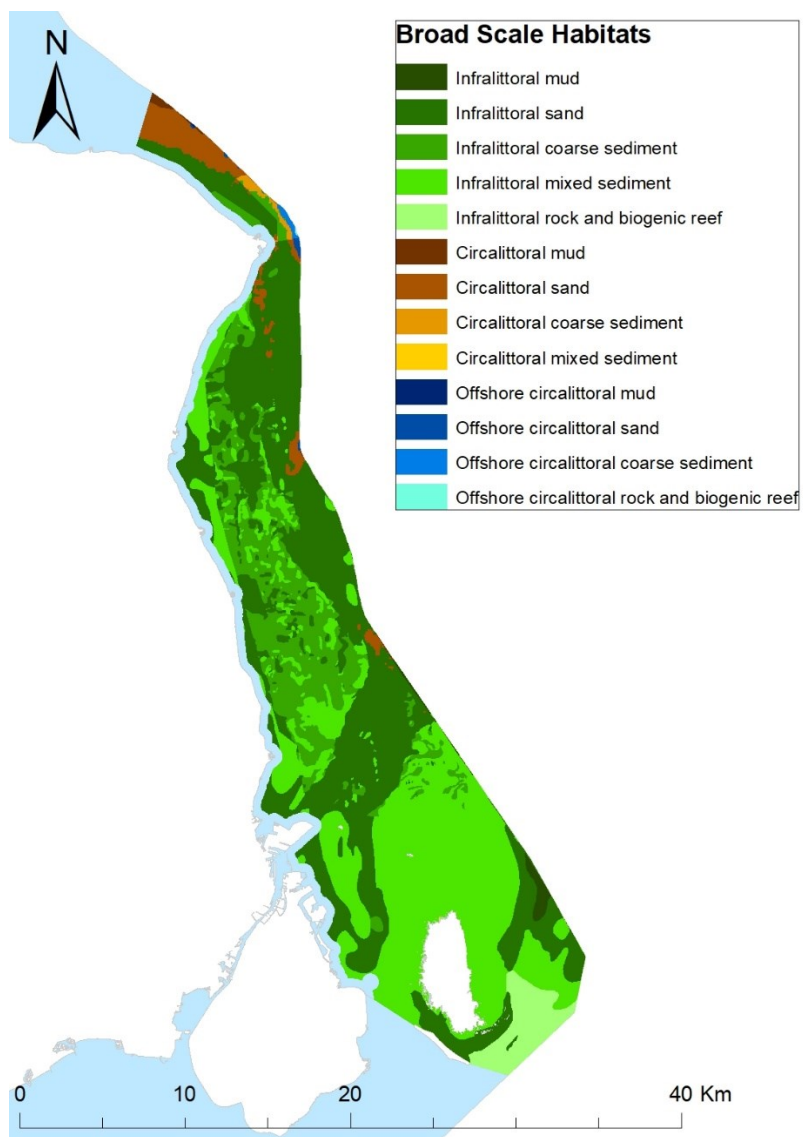 N
Broad Scale Habitats
Infralittoral mud
Infralittoral sand
Infralittoral coarse sediment
Infralittoral mixed sediment
Infralittoral rock and biogenic reef
Circalittoral mud
Circalittoral sand
Circalittoral coarse sediment
Circalittoral mixed sediment
Offshore circalittoral mud
Offshore circalittoral sand
Offshore circalittoral coarse sediment
Offshore circalittoral rock and biogenic reef
0 10 20 40 Km